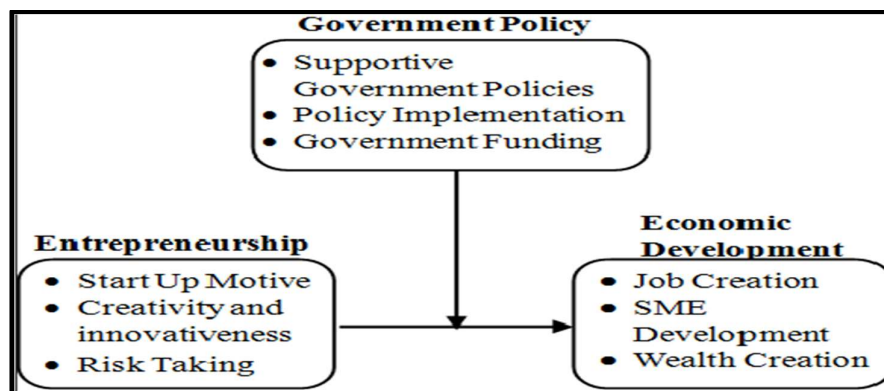 Government Policy
• Supportive
Government Policies
• Policy Implementation
• Government Funding
Entrepreneurship
• Start Up Motive
• Creativity and
innovativeness
• Risk Taking
Economic
Development
• Job Creation
• SME
Development
• Wealth Creation